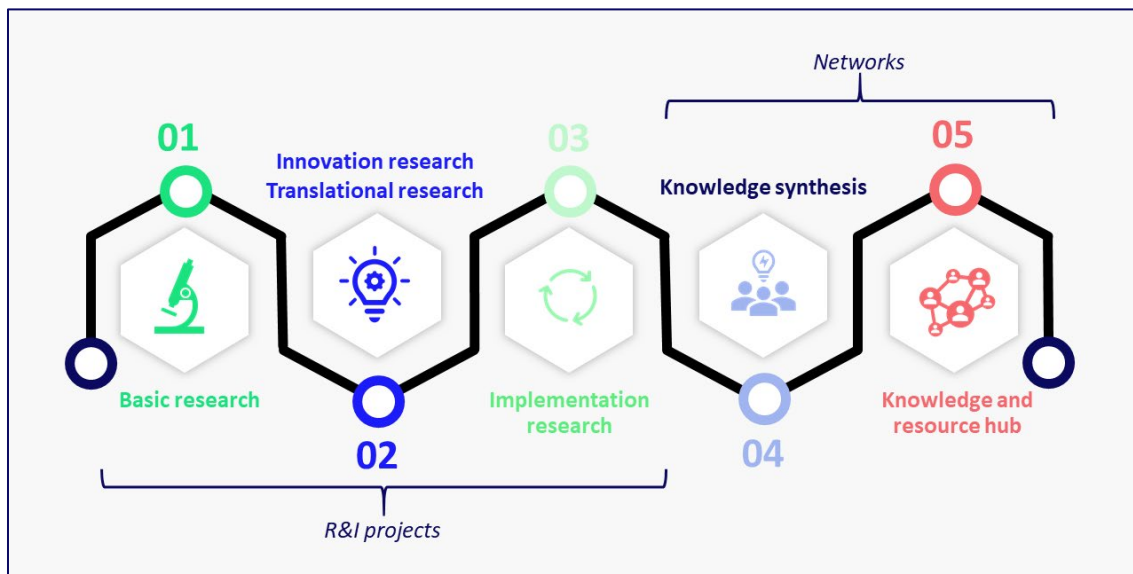 Networks
01
Innovation research
Translational research
03
Knowledge synthesis
05
Basic research
02
Implementation
research
04
Knowledge and
resource hub
R&I projects